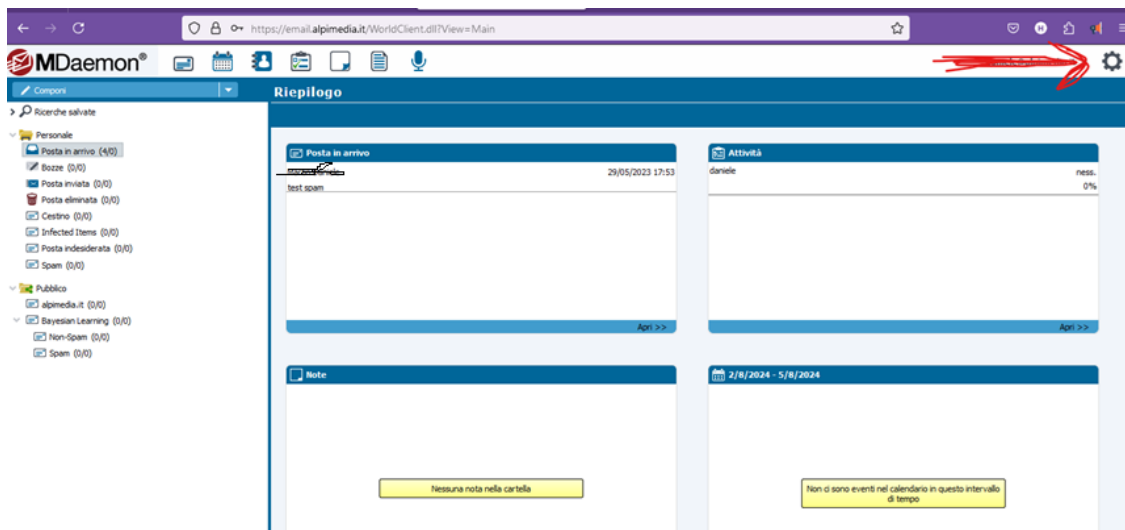 https://email.alpimedia.it/WorldClient.dll?View=Main
MDaemon®
Componi
Riepilogo
Ricerche salvate
Personale
Posta in arrivo (4/0)
Bozze (0/0)
Posta inviata (0/0)
Posta eliminata (0/0)
Cestino (0/0)
Infected Items (0/0)
Posta indesiderata (0/0)
Spam (0/0)
Pubblico
alpimedia.it (0/0)
Bayesian Learning (0/0)
Non-Spam (0/0)
Spam (0/0)
Posta in arrivo
29/05/2023 17:53
test spam
Apri >>
Attività
daniele ness.
0%
Apri >>
Note
Nessuna nota nella cartella
2/8/2024 - 5/8/2024
Non ci sono eventi nel calendario in questo intervallo
di tempo